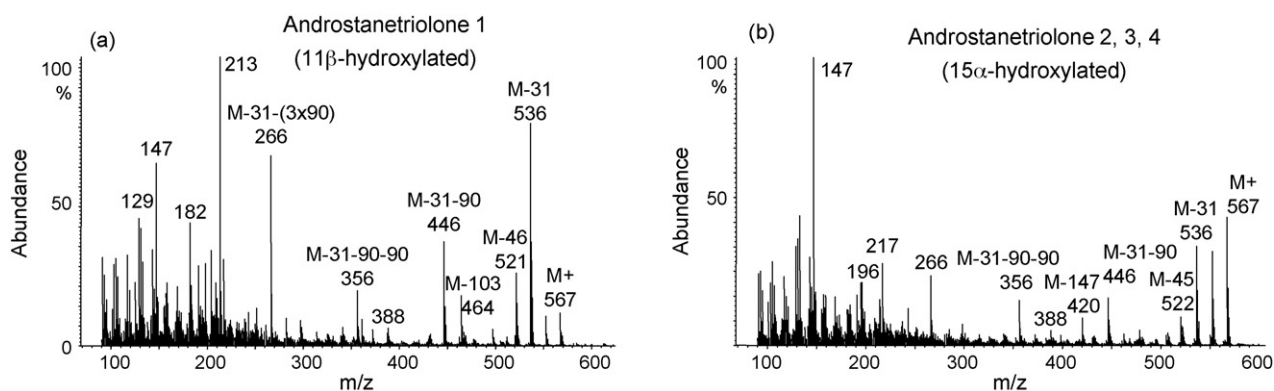 (a)
Androstanetriolone 1
(11β-hydroxylated)
100
%
50
0
Abundance
213
M-31-(3x90)
266
147
129
182
M-31-90-90
356
388
M-31-90
446
M-103
464
M-46
521
M-31
536
M+
567
100
200
300
400
500
600
m/z
(b)
Androstanetriolone 2, 3, 4
(15α-hydroxylated)
100
%
50
0
Abundance
147
217
196
266
M-31-90-90
356
388
M-147
420
M-31-90
446
M-45
522
M-31
536
M+
567
100
200
300
400
500
600
m/z